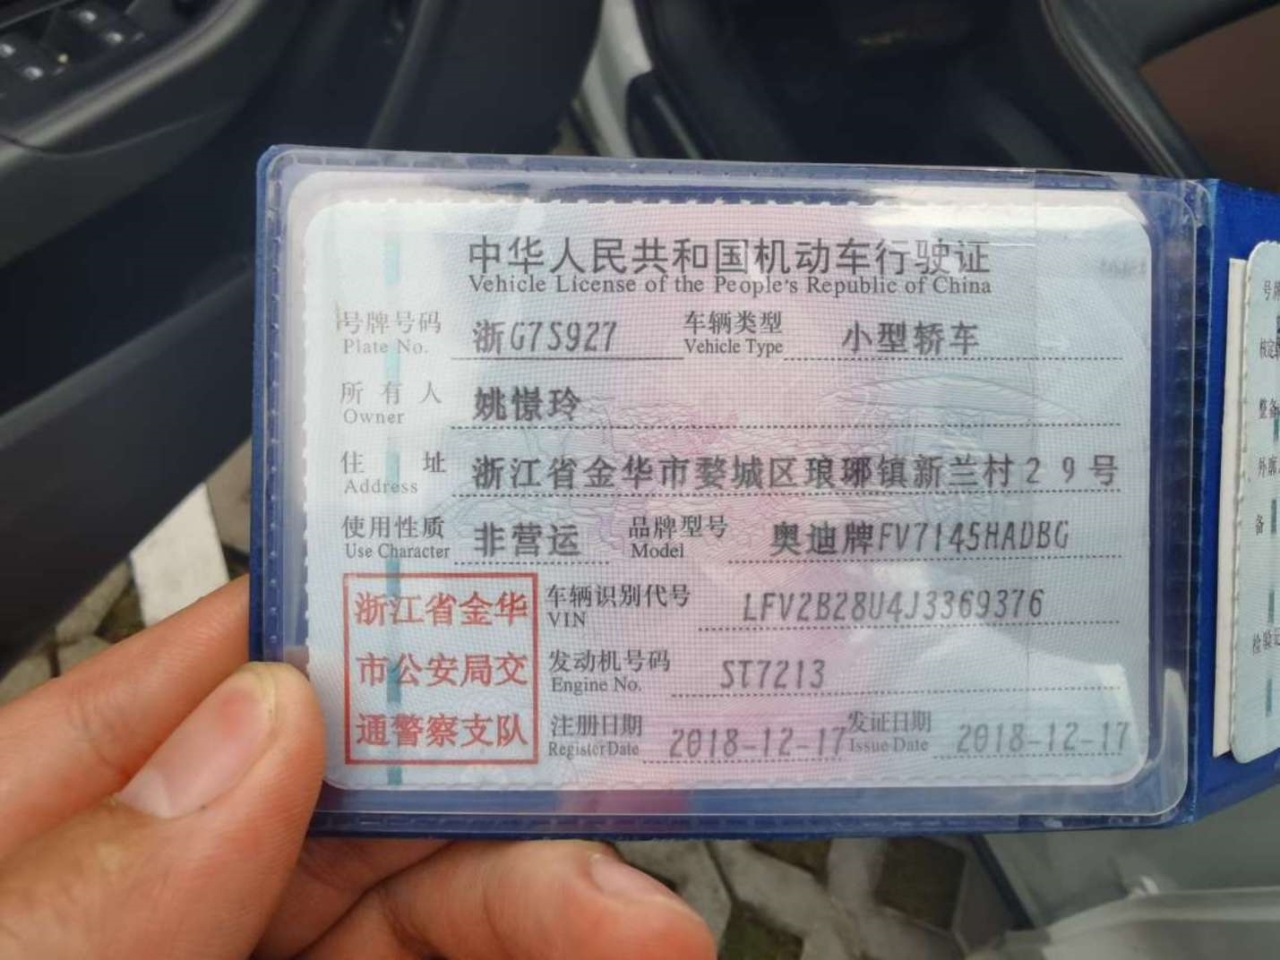 中华人民共和国机动车行驶证
Vehicle License of the People's Republic of China
号牌号码 浙G7S927 车辆类型 小型轿车
Plate No. Vehicle Type
所有人 姚憬玲
Owner
住址 浙江省金华市婺城区琅琊镇新兰村29号
Address
使用性质 非营运 品牌型号 奥迪牌FV7145HADBG
Use Character Model
浙江省金华
市公安局交
通警察支队
车辆识别代号 LFV2B28U4J3369376
VIN
发动机号码 ST7213
Engine No.
注册日期 2018-12-17 发证日期 2018-12-17
Register Date Issue Date